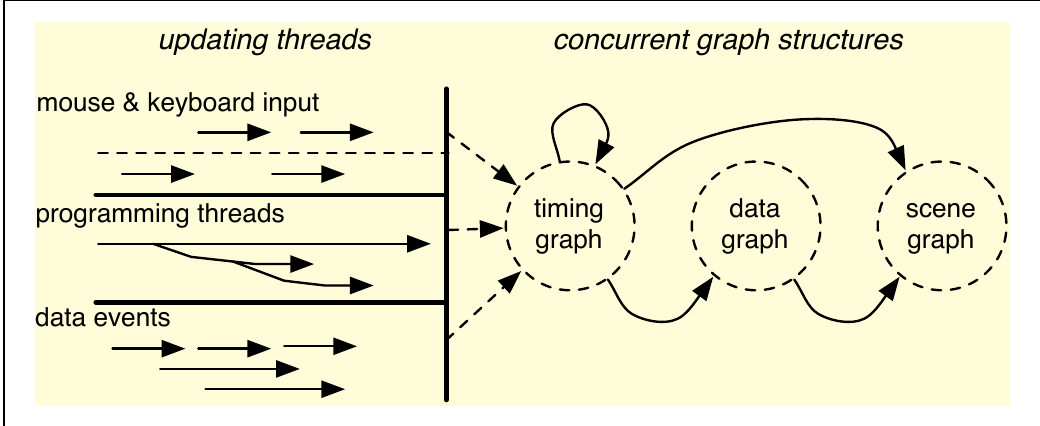 updating threads
concurrent graph structures
mouse & keyboard input
programming threads
data events
timing
graph
data
graph
scene
graph